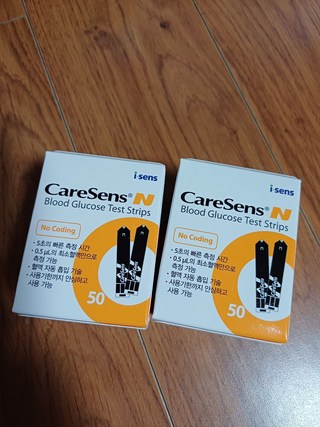 i-sens
CareSens® N
Blood Glucose Test Strips
No Coding
· 5초의 빠른 측정 시간
· 0.5 μL의 최소혈액만으로
측정 가능
· 혈액 자동 흡입 기술
· 사용기한까지 안심하고
사용 가능
50
i-sens
CareSens® N
Blood Glucose Test Strips
No Coding
· 5초의 빠른 측정 시간
· 0.5 μL의 최소혈액만으로
측정 가능
· 혈액 자동 흡입 기술
· 사용기한까지 안심하고
사용 가능
50